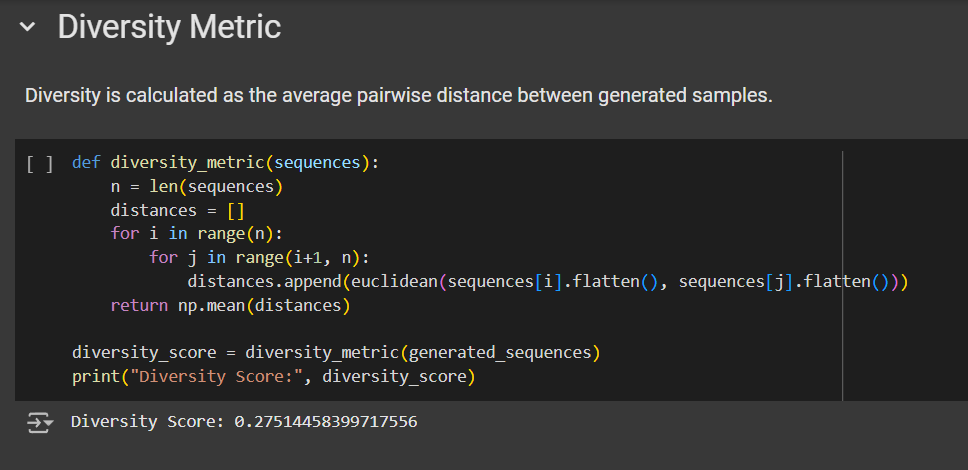 Diversity Metric
Diversity is calculated as the average pairwise distance between generated samples.
[ ] def diversity_metric(sequences):
    n = len(sequences)
    distances = []
    for i in range(n):
        for j in range(i+1, n):
            distances.append(euclidean(sequences[i].flatten(), sequences[j].flatten()))
    return np.mean(distances)
diversity_score = diversity_metric(generated_sequences)
print("Diversity Score:", diversity_score)
Diversity Score: 0.27514458399717556